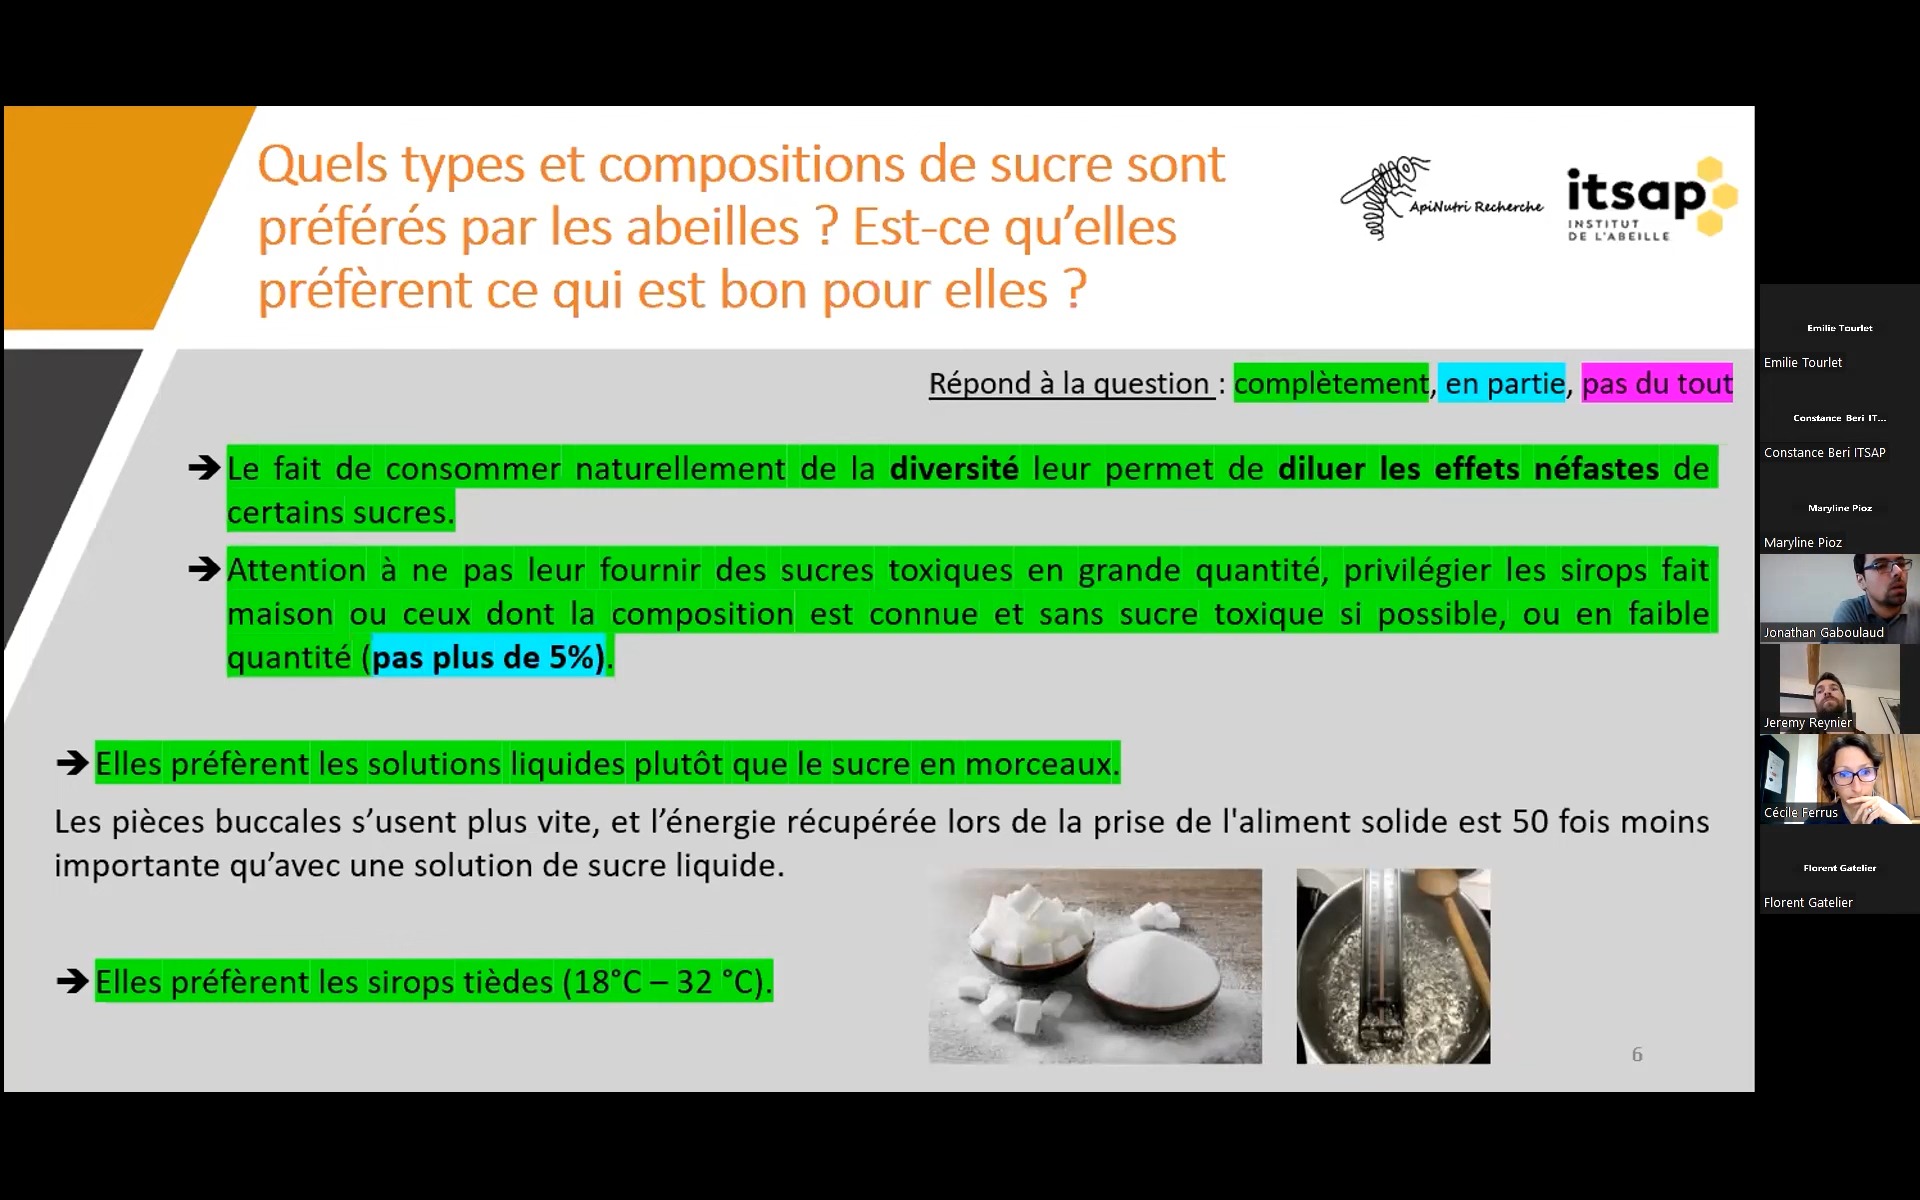 Quels types et compositions de sucre sont
préférés par les abeilles ? Est-ce qu’elles
préfèrent ce qui est bon pour elles ?
ApiNutri Recherche
itsap
INSTITUT
DE L'ABEILLE
Répond à la question : complètement, en partie, pas du tout
➔ Le fait de consommer naturellement de la diversité leur permet de diluer les effets néfastes de
certains sucres.
➔ Attention à ne pas leur fournir des sucres toxiques en grande quantité, privilégier les sirops fait
maison ou ceux dont la composition est connue et sans sucre toxique si possible, ou en faible
quantité (pas plus de 5%).
➔ Elles préfèrent les solutions liquides plutôt que le sucre en morceaux.
Les pièces buccales s’usent plus vite, et l’énergie récupérée lors de la prise de l'aliment solide est 50 fois moins
importante qu’avec une solution de sucre liquide.
➔ Elles préfèrent les sirops tièdes (18°C – 32 °C).
6
Emilie Tourlet
Emilie Tourlet
Constance Beri IT...
Constance Beri ITSAP
Maryline Pioz
Maryline Pioz
Jonathan Gaboulaud
Jeremy Reynier
Cécile Ferrus
Florent Gatelier
Florent Gatelier